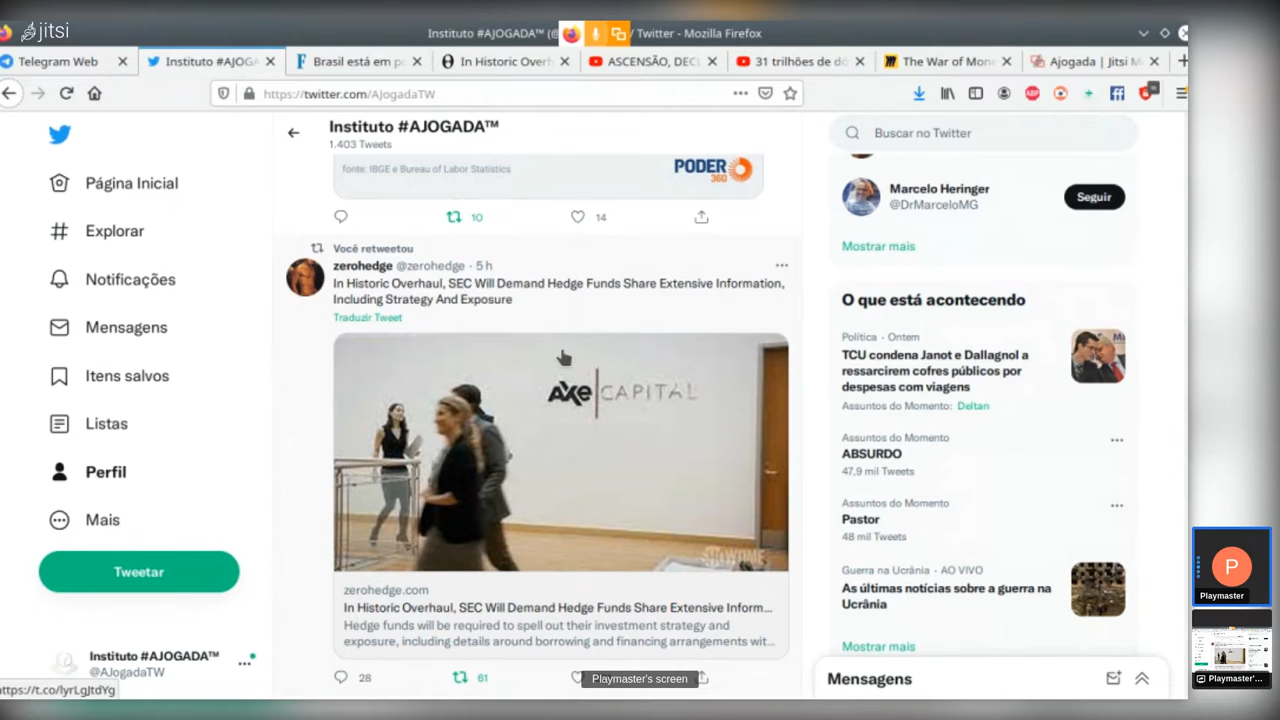 jitsi
Instituto #AJOGADA™ (@
/ Twitter - Mozilla Firefox
Telegram Web
Instituto #AJOGA
Brasil está em p
In Historic Overh
ASCENSÃO, DEC
31 trilhões de d
The War of Mone
Ajogada | Jitsi M
https://twitter.com/AJogadaTW
ABP
Página Inicial
Explorar
Notificações
Mensagens
Itens salvos
Listas
Perfil
Mais
Tweetar
Instituto #AJOGADA™
@AJogadaTW
https://t.co/lyrLgJtdYg
Instituto #AJOGADA™
1.403 Tweets
fonte: IBGE e Bureau of Labor Statistics
PODER
360
10
14
Você retweetou
zerohedge @zerohedge · 5 h
In Historic Overhaul, SEC Will Demand Hedge Funds Share Extensive Information,
Including Strategy And Exposure
Traduzir Tweet
AXE CAPITAL
SHOWTIME
zerohedge.com
In Historic Overhaul, SEC Will Demand Hedge Funds Share Extensive Inform...
Hedge funds will be required to spell out their investment strategy and
exposure, including details around borrowing and financing arrangements wit...
28
61
Playmaster's screen
Buscar no Twitter
Marcelo Heringer
@DrMarceloMG
Seguir
Mostrar mais
O que está acontecendo
Política · Ontem
TCU condena Janot e Dallagnol a
ressarcirem cofres públicos por
despesas com viagens
Assuntos do Momento: Deltan
Assuntos do Momento
ABSURDO
47,9 mil Tweets
Assuntos do Momento
Pastor
48 mil Tweets
Guerra na Ucrânia · AO VIVO
As últimas notícias sobre a guerra na
Ucrânia
Mostrar mais
Mensagens
P
Playmaster
Playmaster'...